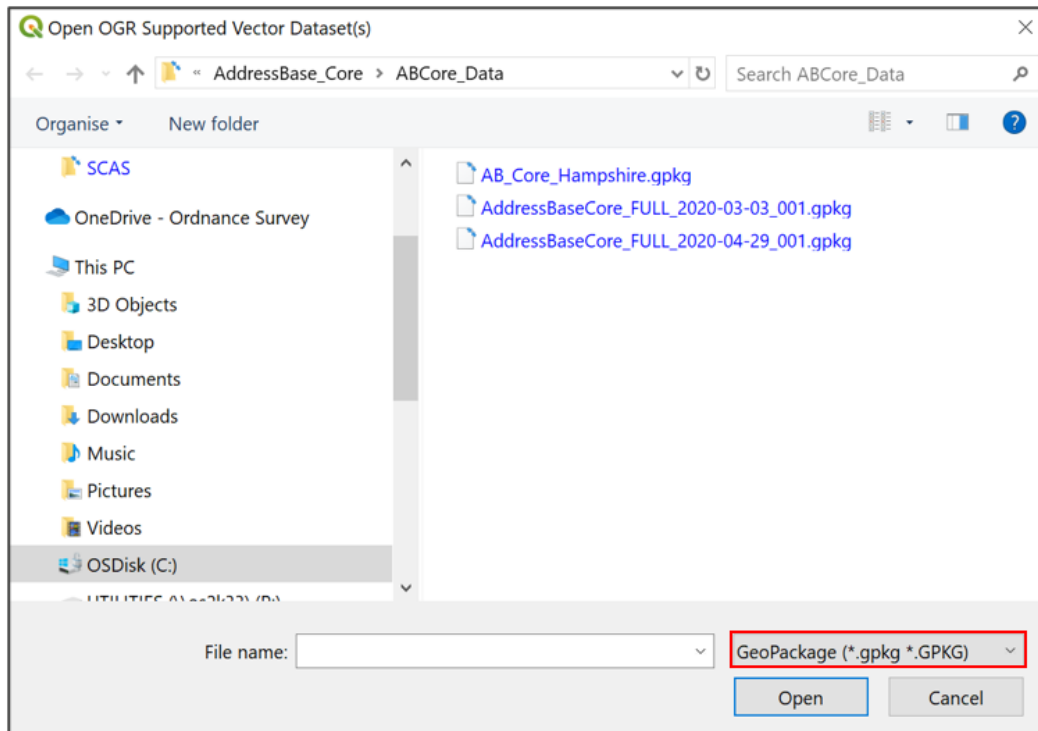 Open OGR Supported Vector Dataset(s)
« AddressBase_Core > ABCore_Data
Search ABCore_Data
Organise
New folder
SCAS
OneDrive - Ordnance Survey
This PC
3D Objects
Desktop
Documents
Downloads
Music
Pictures
Videos
OSDisk (C:)
AB_Core_Hampshire.gpkg
AddressBaseCore_FULL_2020-03-03_001.gpkg
AddressBaseCore_FULL_2020-04-29_001.gpkg
File name:
GeoPackage (*.gpkg *.GPKG)
Open
Cancel